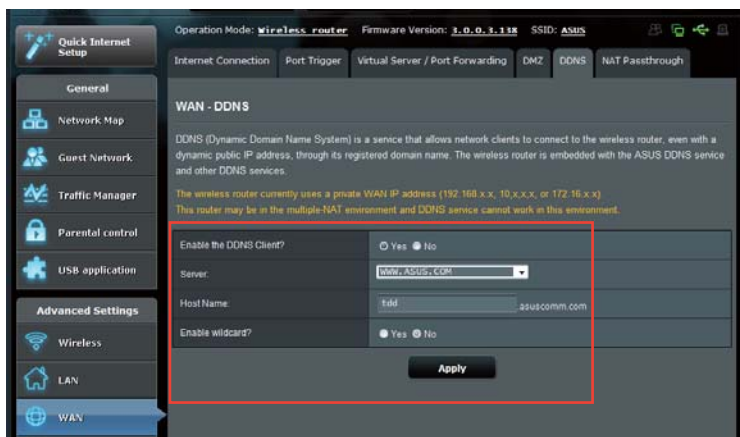 Operation Mode: Wireless router Firmware Version: 3.0.0.3.138 SSID: ASUS
Quick Internet
Setup
Internet Connection Port Trigger Virtual Server / Port Forwarding DMZ DDNS NAT Passthrough
General
Network Map
Guest Network
Traffic Manager
Parental control
USB application
Advanced Settings
Wireless
LAN
WAN
WAN - DDNS
DDNS (Dynamic Domain Name System) is a service that allows network clients to connect to the wireless router, even with a
dynamic public IP address, through its registered domain name. The wireless router is embedded with the ASUS DDNS service
and other DDNS services.
The wireless router currently uses a private WAN IP address (192.168.x.x, 10,x,x,x, or 172.16.x.x)
This router may be in the multiple-NAT environment and DDNS service cannot work in this environment.
Enable the DDNS Client? Yes No
Server: WWW.ASUS.COM
Host Name: tdd .asuscomm.com
Enable wildcard? Yes No
Apply